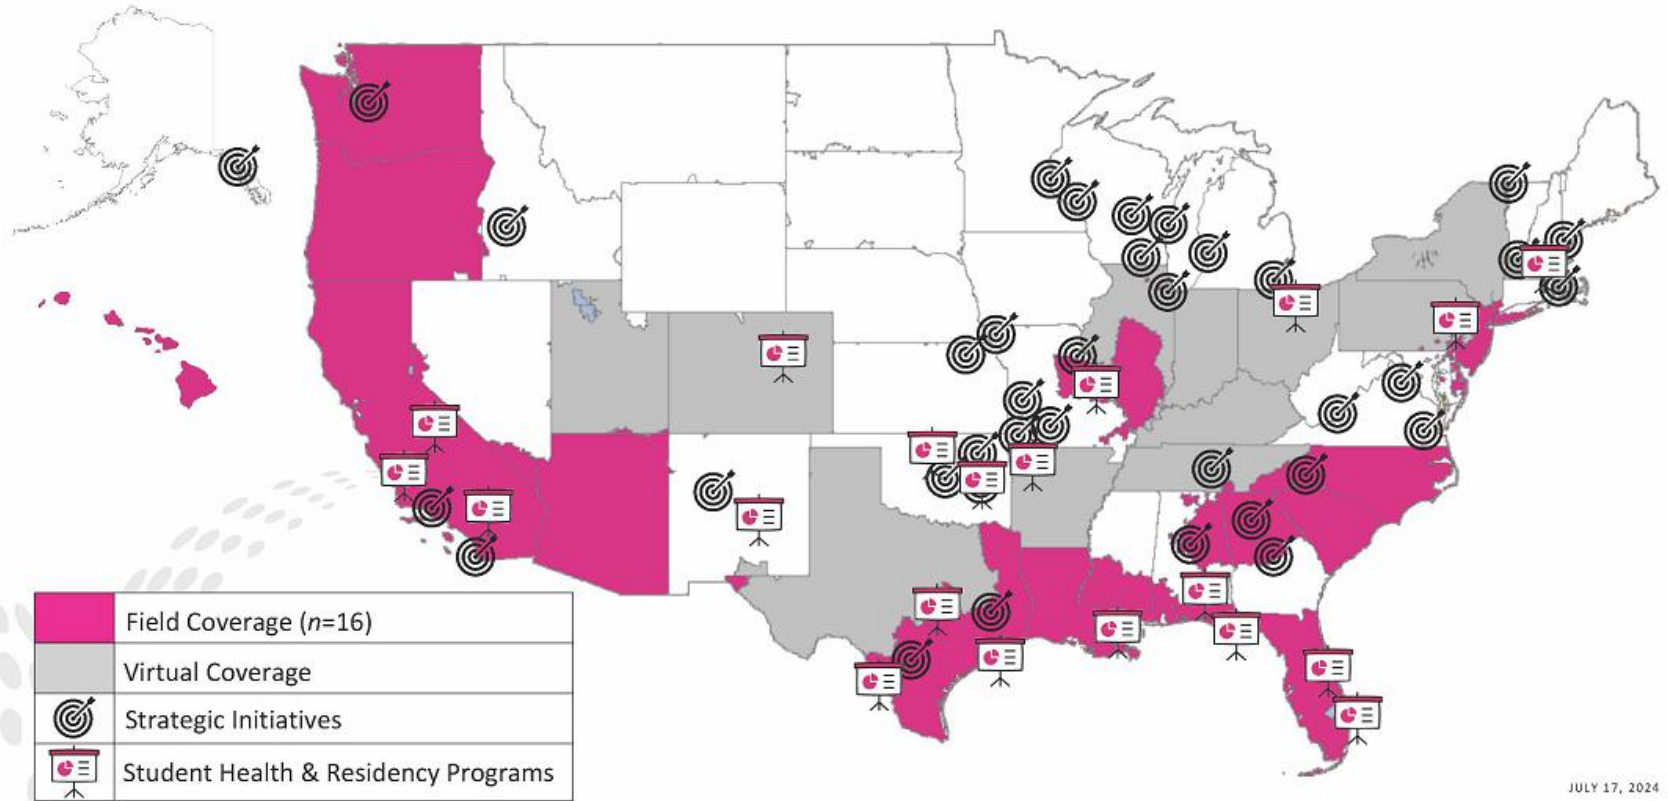 Field Coverage (n=16)
Virtual Coverage
Strategic Initiatives
Student Health & Residency Programs
JULY 17, 2024